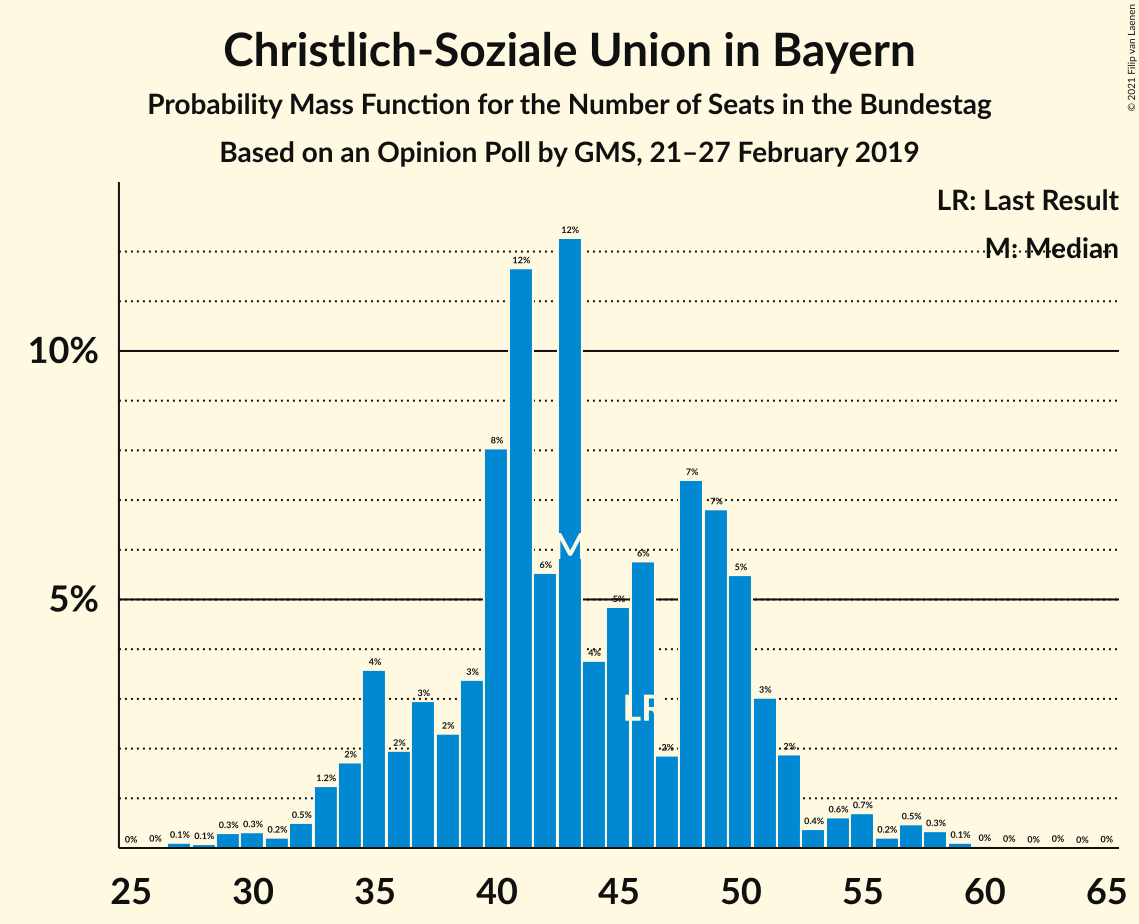 Christlich-Soziale Union in Bayern
Probability Mass Function for the Number of Seats in the Bundestag
Based on an Opinion Poll by GMS, 21–27 February 2019
© 2021 Filip van Laenen
LR: Last Result
M: Median
10%
5%
0% 0% 0.1% 0.1% 0.3% 0.3% 0.2% 0.5% 1.2% 2% 4% 2% 3% 2% 3% 8% 12% 6% 12% 4% 5% 6% 2% 7% 7% 5% 3% 2% 0.4% 0.6% 0.7% 0.2% 0.5% 0.3% 0.1% 0% 0% 0% 0% 0% 0%
M
LR
25 30 35 40 45 50 55 60 65